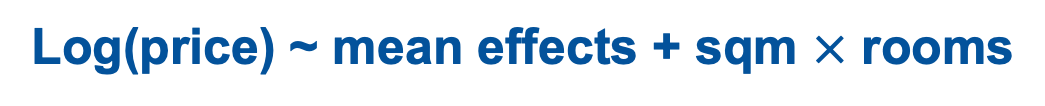 Log(price) ~ mean effects + sqm × rooms